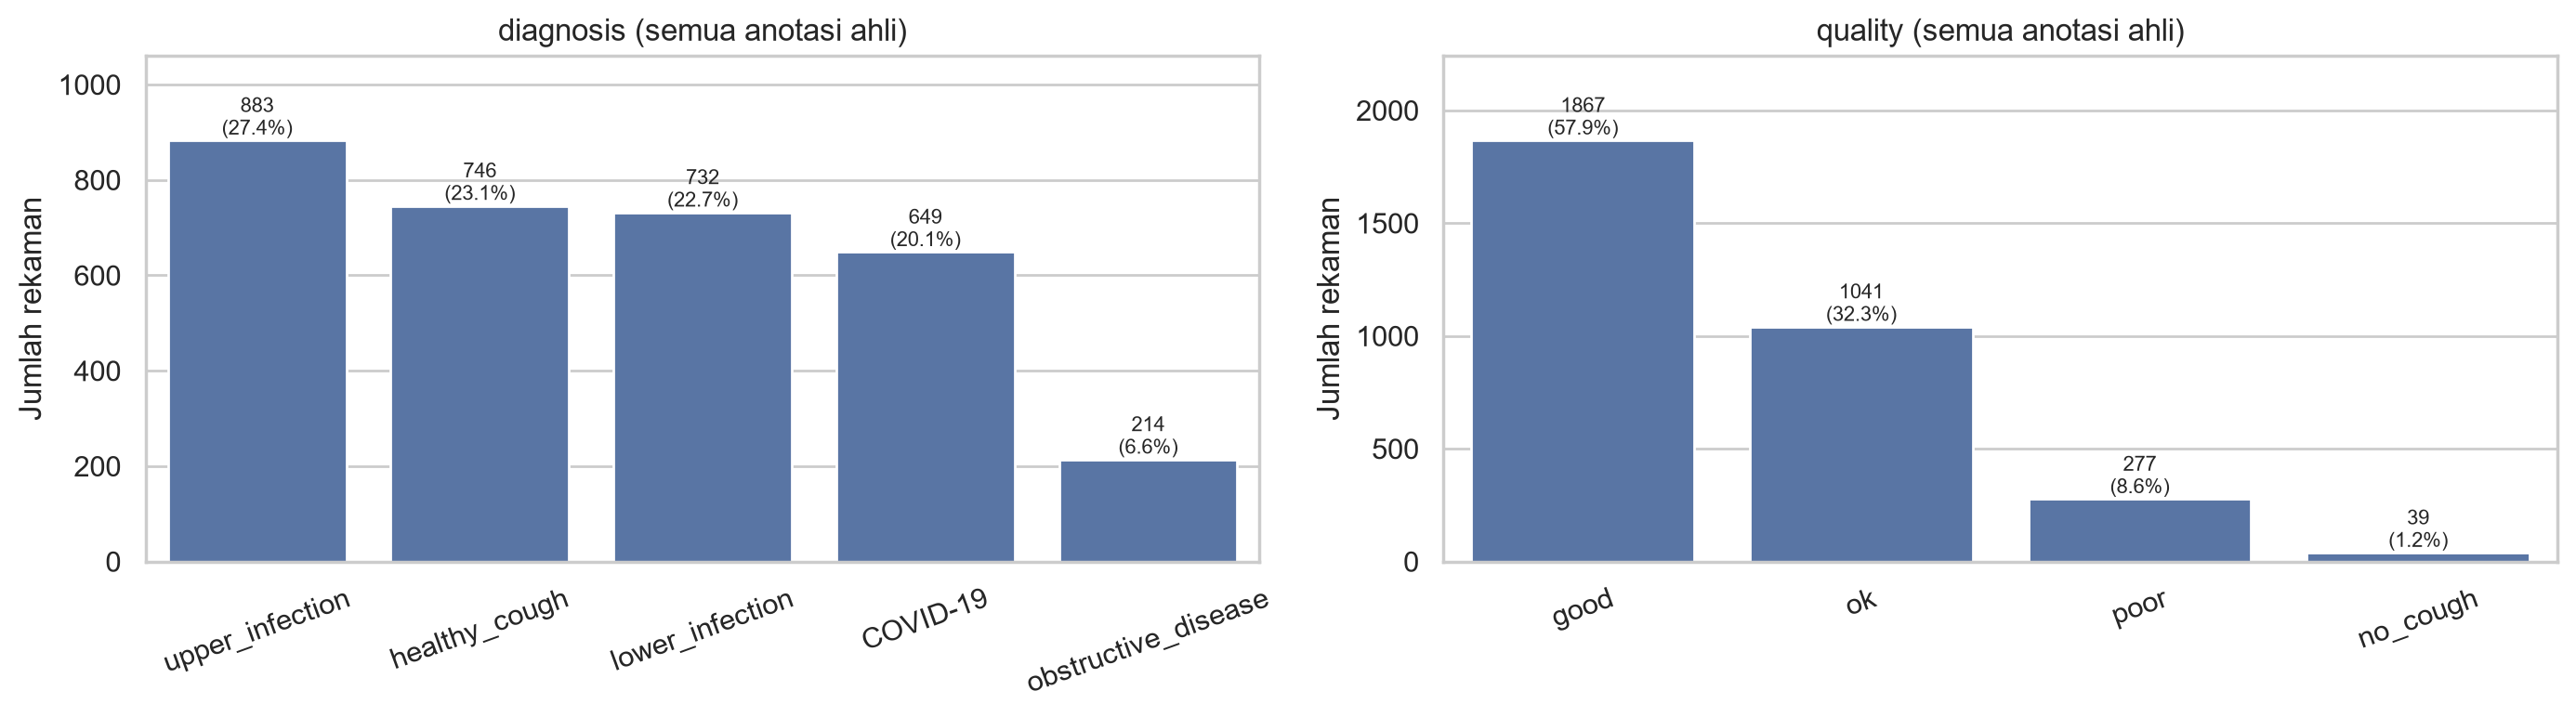 diagnosis (semua anotasi ahli)
Jumlah rekaman
1000
800
600
400
200
0
883
(27.4%)
746
(23.1%)
732
(22.7%)
649
(20.1%)
214
(6.6%)
upper_infection
healthy_cough
lower_infection
COVID-19
obstructive_disease
quality (semua anotasi ahli)
Jumlah rekaman
2000
1500
1000
500
0
1867
(57.9%)
1041
(32.3%)
277
(8.6%)
39
(1.2%)
good
ok
poor
no_cough